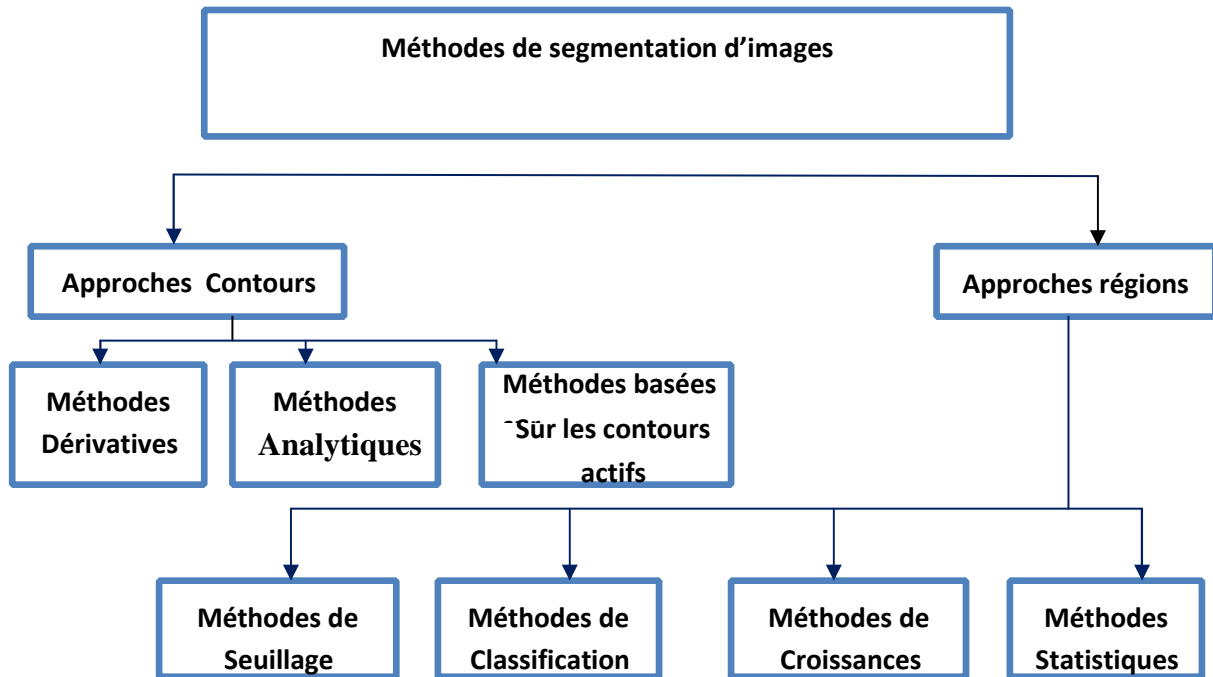 Méthodes de segmentation d’images
Approches Contours
Approches régions
Méthodes
Dérivatives
Méthodes
Analytiques
Méthodes basées
Sur les contours
actifs
Méthodes de
Seuillage
Méthodes de
Classification
Méthodes de
Croissances
Méthodes
Statistiques